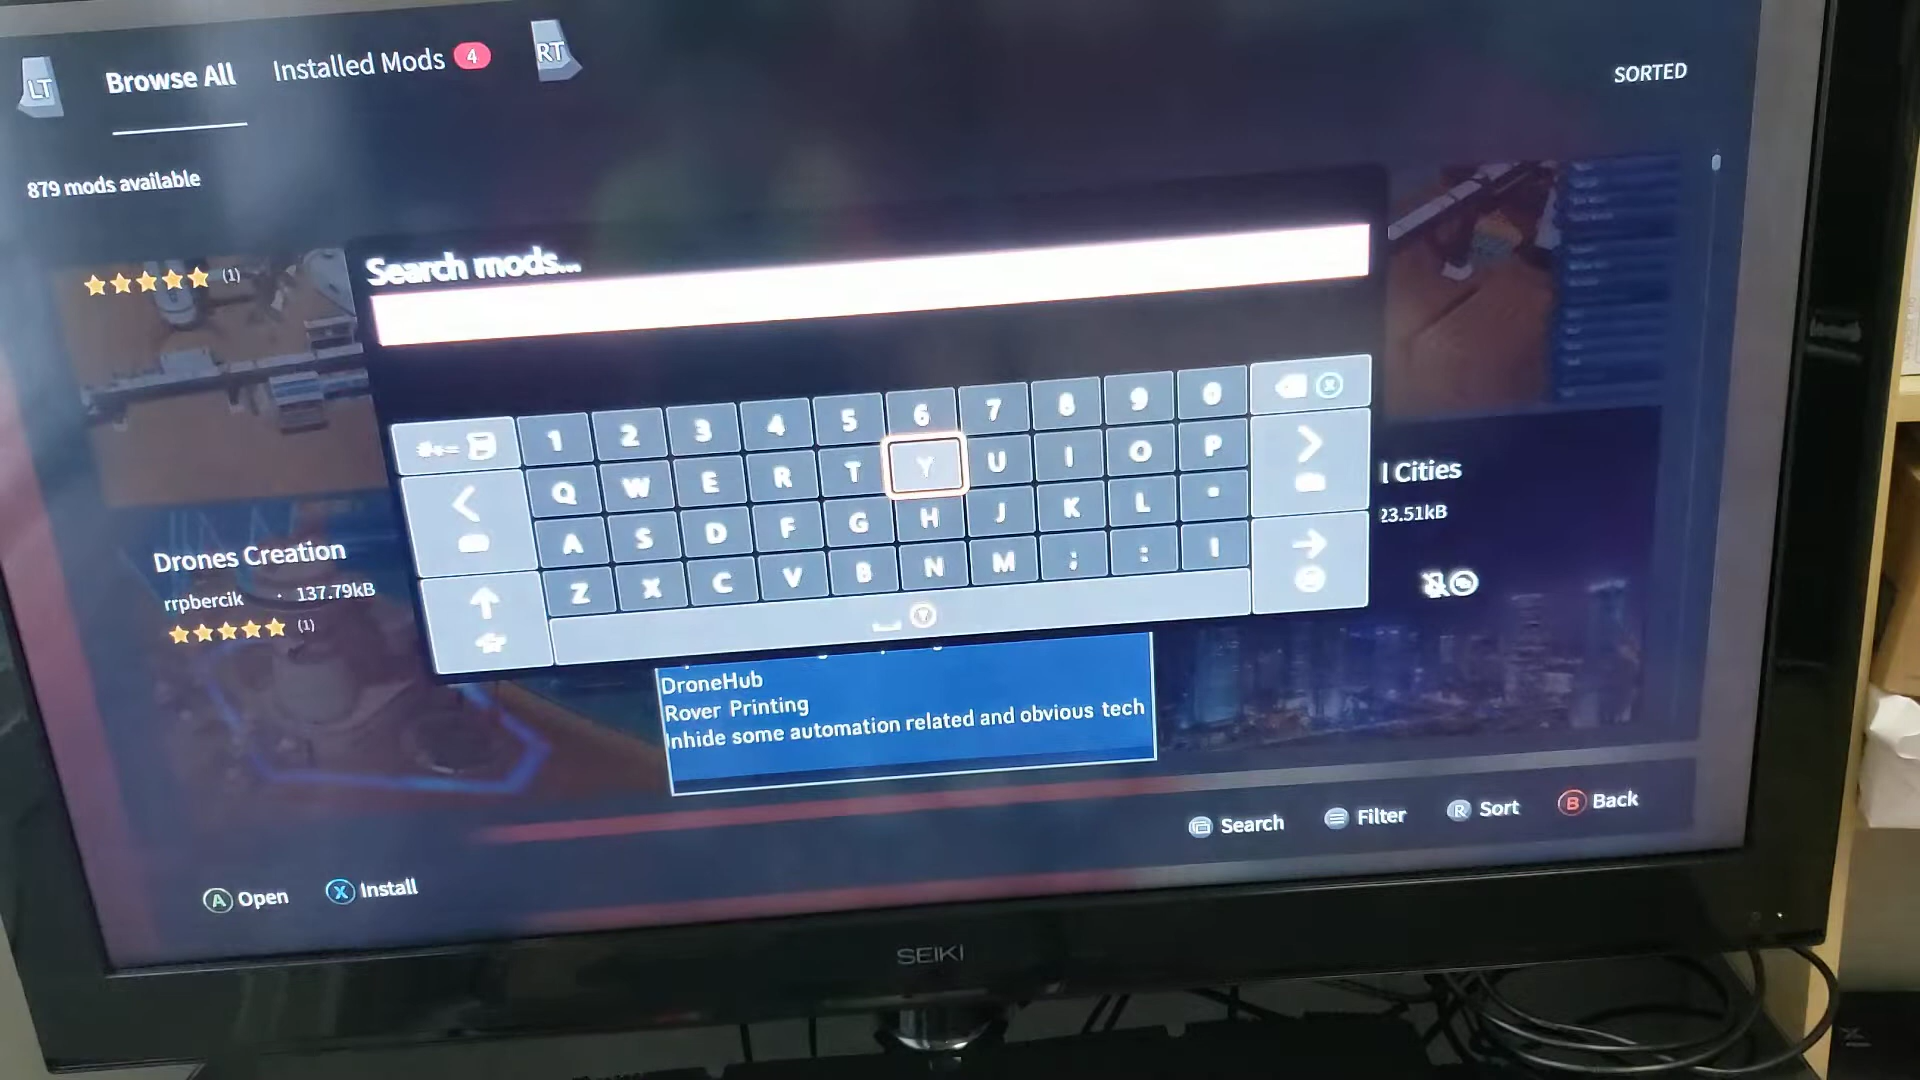 LT
Browse All
Installed Mods 4
RT
SORTED
879 mods available
(1)
Search mods...
1 2 3 4 5 6 7 8 9 0
Q W E R T Y U I O P
A S D F G H J K L
Z X C V B N M ; :
Drones Creation
rrpbercik · 137.79kB
(1)
l Cities
23.51kB
DroneHub
Rover Printing
Unhide some automation related and obvious tech
Search
Filter
R Sort
B Back
A Open
X Install
SEIKI